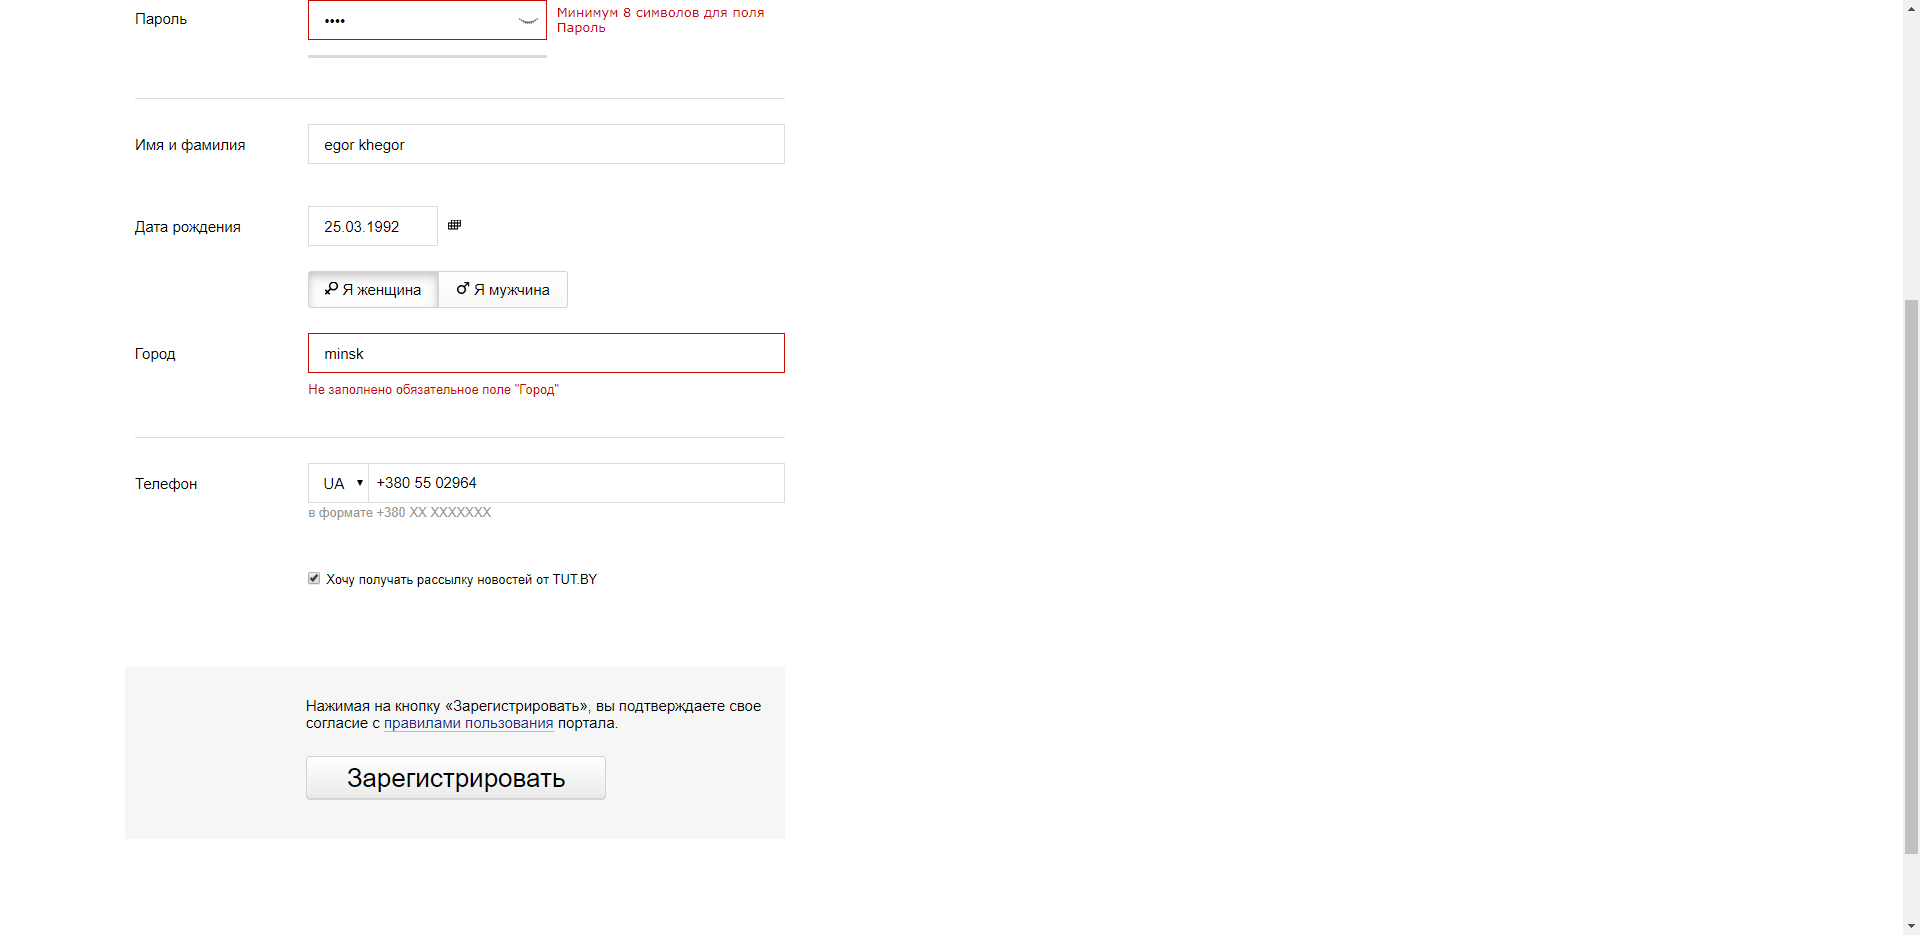 Пароль
••••
Минимум 8 символов для поля
Пароль
Имя и фамилия
egor khegor
Дата рождения
25.03.1992
Я женщина
Я мужчина
Город
minsk
Не заполнено обязательное поле "Город"
Телефон
UA
+380 55 02964
в формате +380 XX XXXXXXX
Хочу получать рассылку новостей от TUT.BY
Нажимая на кнопку «Зарегистрировать», вы подтверждаете свое
согласие с правилами пользования портала.
Зарегистрировать